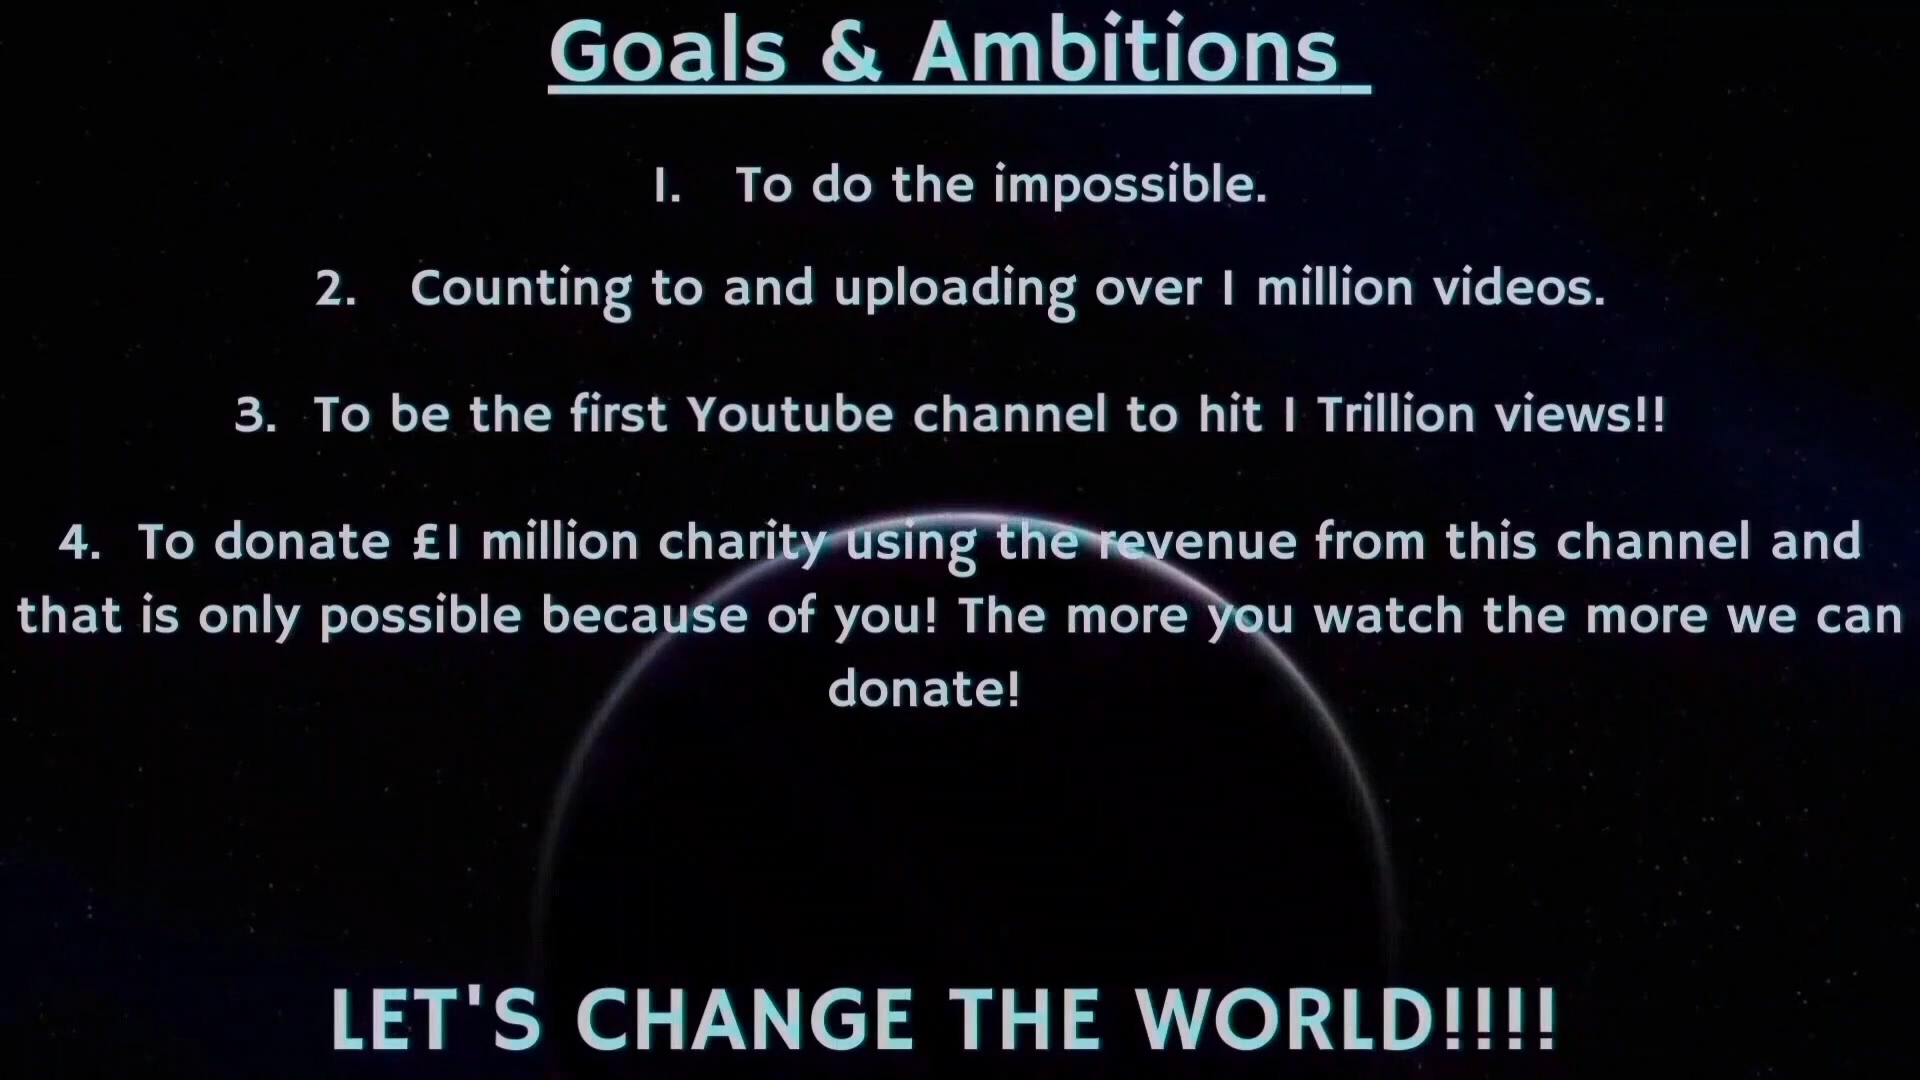 Goals & Ambitions
1. To do the impossible.
2. Counting to and uploading over 1 million videos.
3. To be the first Youtube channel to hit 1 Trillion views!!
4. To donate £1 million charity using the revenue from this channel and
that is only possible because of you! The more you watch the more we can
donate!
LET'S CHANGE THE WORLD!!!!